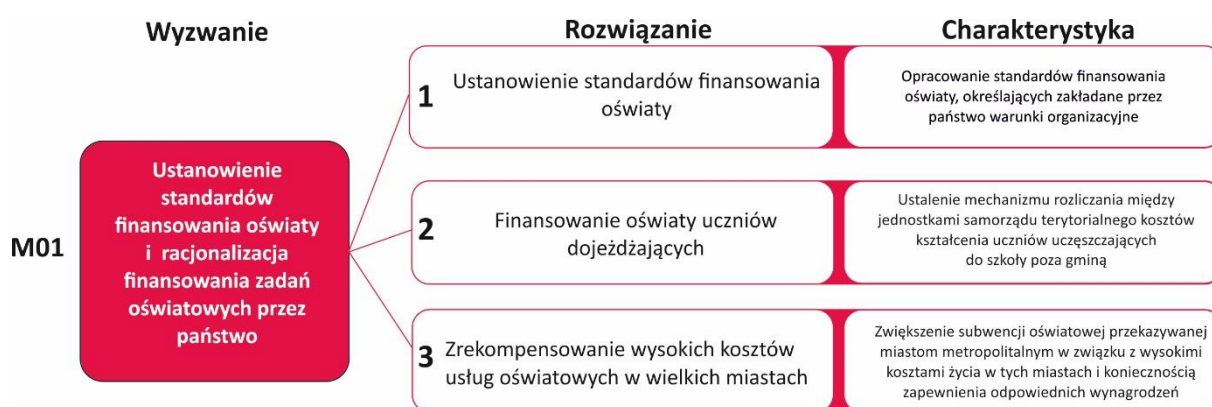 Wyzwanie
Rozwiązanie
Charakterystyka
M01
Ustanowienie
standardów
finansowania oświaty
i racjonalizacja
finansowania zadań
oświatowych przez
państwo
1
Ustanowienie standardów finansowania
oświaty
Opracowanie standardów finansowania
oświaty, określających zakładane przez
państwo warunki organizacyjne
2
Finansowanie oświaty uczniów
dojeżdżających
Ustalenie mechanizmu rozliczania między
jednostkami samorządu terytorialnego kosztów
kształcenia uczniów uczęszczających
do szkoły poza gminą
3
Zrekompensowanie wysokich kosztów
usług oświatowych w wielkich miastach
Zwiększenie subwencji oświatowej przekazywanej
miastom metropolitalnym w związku z wysokimi
kosztami życia w tych miastach i koniecznością
zapewnienia odpowiednich wynagrodzeń